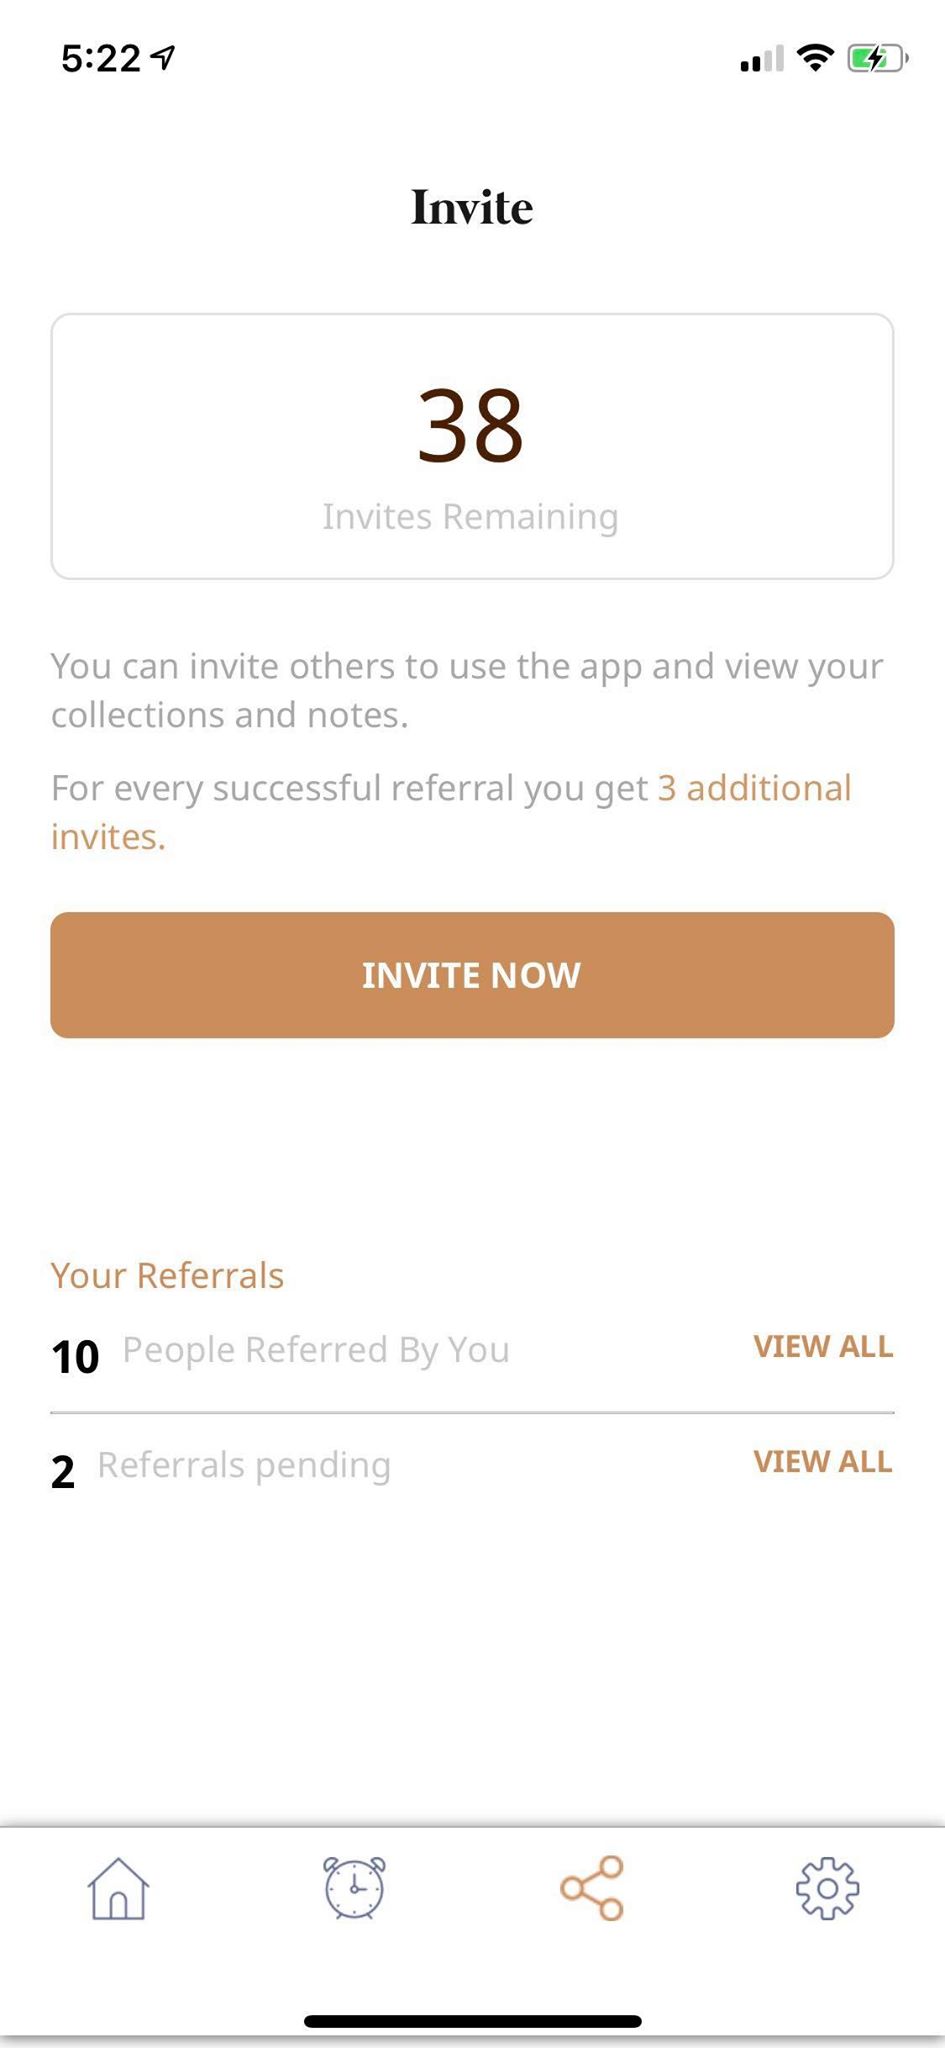 5:22
Invite
38
Invites Remaining
You can invite others to use the app and view your
collections and notes.
For every successful referral you get 3 additional
invites.
INVITE NOW
Your Referrals
10 People Referred By You VIEW ALL
2 Referrals pending VIEW ALL